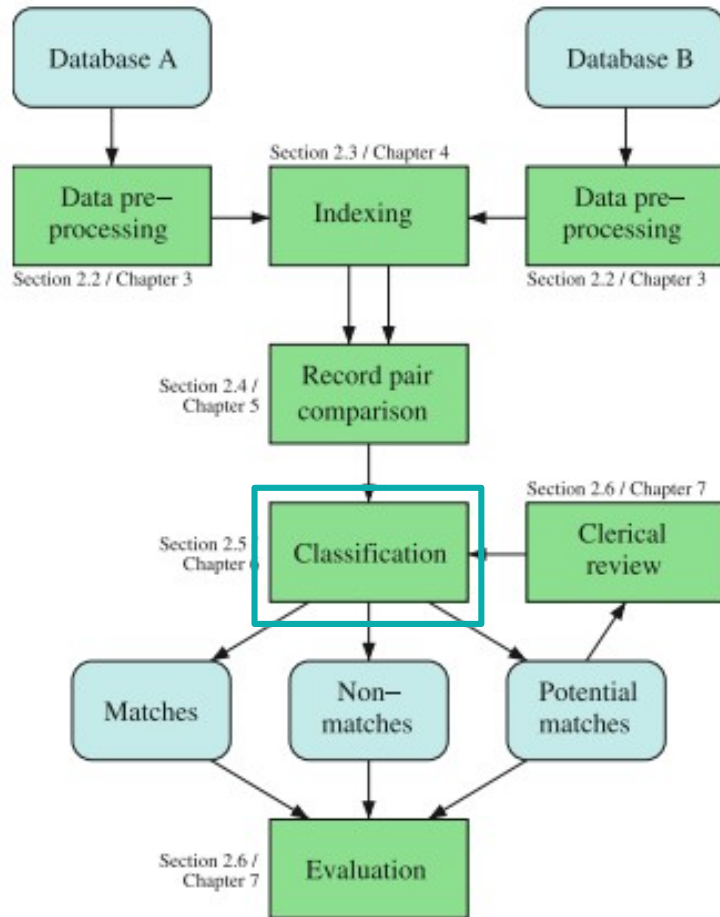 Database A
Database B
Section 2.3 / Chapter 4
Data pre–
processing
Indexing
Data pre–
processing
Section 2.2 / Chapter 3
Section 2.2 / Chapter 3
Section 2.4 /
Chapter 5
Record pair
comparison
Section 2.6 / Chapter 7
Section 2.5
Chapter 6
Classification
Clerical
review
Matches
Non–
matches
Potential
matches
Section 2.6 /
Chapter 7
Evaluation